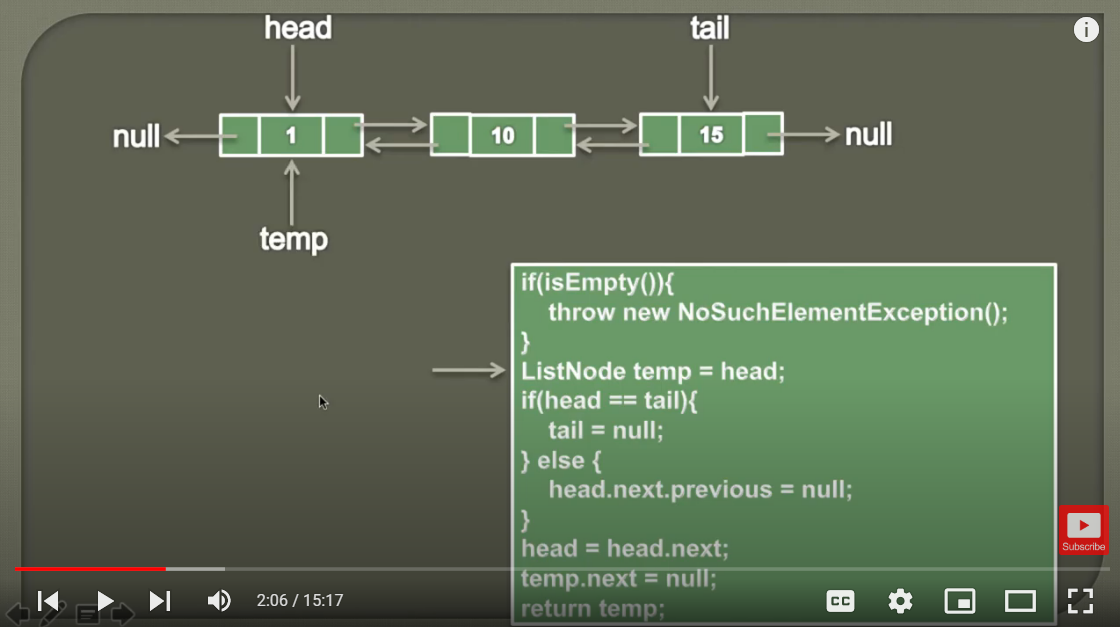 head tail
null 1 10 15 null
temp
if(isEmpty()){
throw new NoSuchElementException();
}
ListNode temp = head;
if(head == tail){
tail = null;
} else {
head.next.previous = null;
}
head = head.next;
temp.next = null;
return temp;
Subscribe
2:06 / 15:17
CC